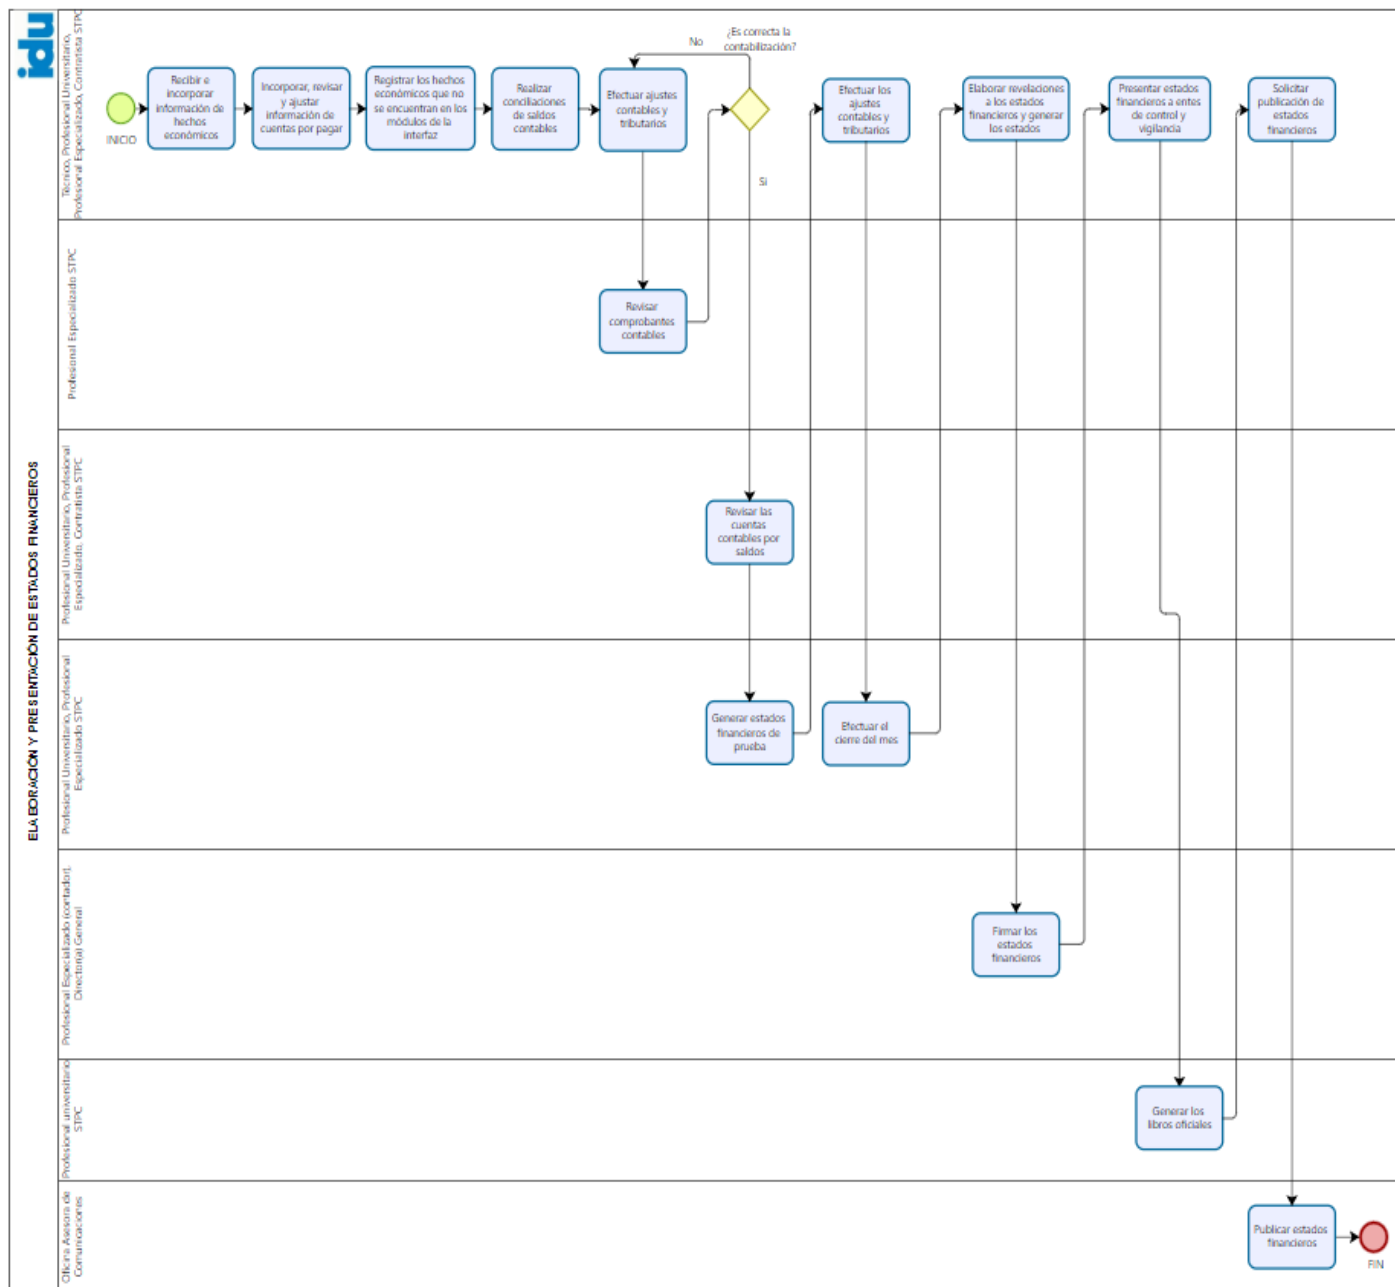 idu
ELABORACIÓN Y PRESENTACIÓN DE ESTADOS FINANCIEROS
Técnico, Profesional Universitario,
Profesional Especializado, Contratista STPC
INICIO
Recibir e
incorporar
información de
hechos
económicos
Incorporar, revisar
y ajustar
información de
cuentas por pagar
Registrar los hechos
económicos que no
se encuentran en los
módulos de la
interfaz
Realizar
conciliaciones
de saldos
contables
Efectuar ajustes
contables y
tributarios
No
¿Es correcta la
contabilización?
Si
Efectuar los
ajustes
contables y
tributarios
Elaborar revelaciones
a los estados
financieros y generar
los estados
Presentar estados
financieros a entes
de control y
vigilancia
Solicitar
publicación de
estados
financieros
Profesional Especializado STPC
Revisar
comprobantes
contables
Profesional Universitario, Profesional
Especializado, Contratista STPC
Revisar las
cuentas
contables por
saldos
Profesional Universitario, Profesional
Especializado STPC
Generar estados
financieros de
prueba
Efectuar el
cierre del mes
Profesional Especializado (contador),
Director(a) General
Firmar los
estados
financieros
Profesional universitario
STPC
Generar los
libros oficiales
Oficina Asesora de
Comunicaciones
Publicar estados
financieros
FIN